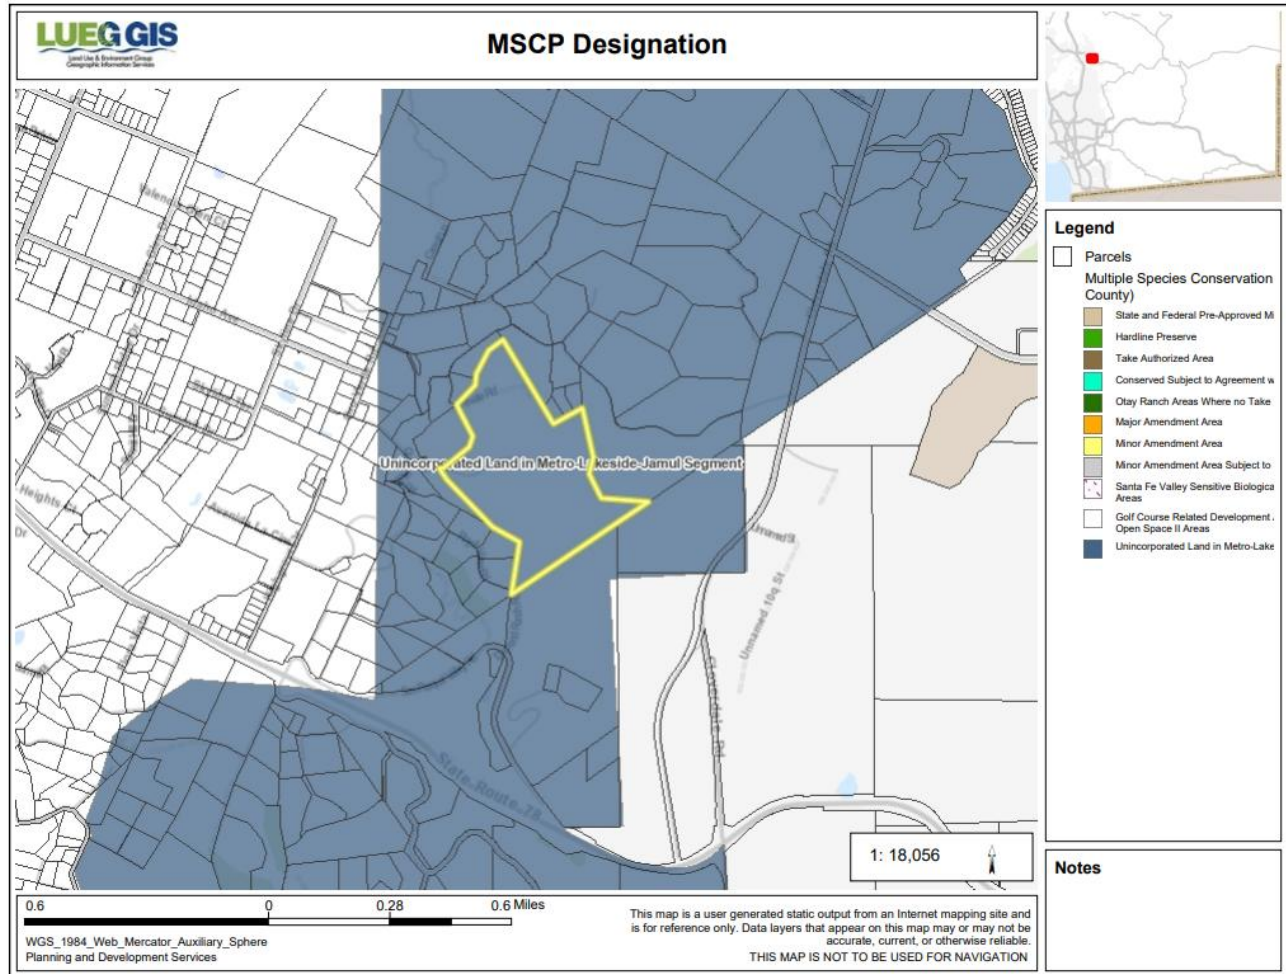 LUEG GIS
Land Use & Environment Group
Geographic Information Services
MSCP Designation
Unincorporated Land in Metro-Lakeside-Jamul Segment
Heights Ct
Dr
State Route 78
Unnamed 10q St
Cloverdale Rd
1: 18,056
Legend
Parcels
Multiple Species Conservation
County)
State and Federal Pre-Approved Mi
Hardline Preserve
Take Authorized Area
Conserved Subject to Agreement w
Otay Ranch Areas Where no Take
Major Amendment Area
Minor Amendment Area
Minor Amendment Area Subject to
Santa Fe Valley Sensitive Biologica
Areas
Golf Course Related Development
Open Space II Areas
Unincorporated Land in Metro-Lake
Notes
0.6 0 0.28 0.6 Miles
WGS_1984_Web_Mercator_Auxiliary_Sphere
Planning and Development Services
This map is a user generated static output from an Internet mapping site and
is for reference only. Data layers that appear on this map may or may not be
accurate, current, or otherwise reliable.
THIS MAP IS NOT TO BE USED FOR NAVIGATION